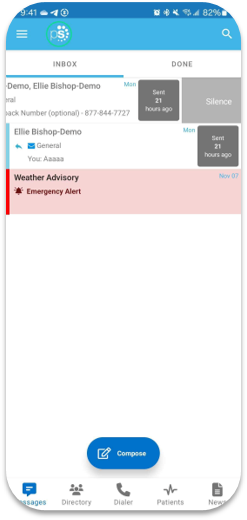 9:41 82%
ps
INBOX DONE
-Demo, Ellie Bishop-Demo Mon
eral
back Number (optional) - 877-844-7727
Sent
21
hours ago
Silence
Ellie Bishop-Demo Mon
General
You: Aaaaa
Sent
21
hours ago
Weather Advisory Nov 07
Emergency Alert
Compose
ssages Directory Dialer Patients News